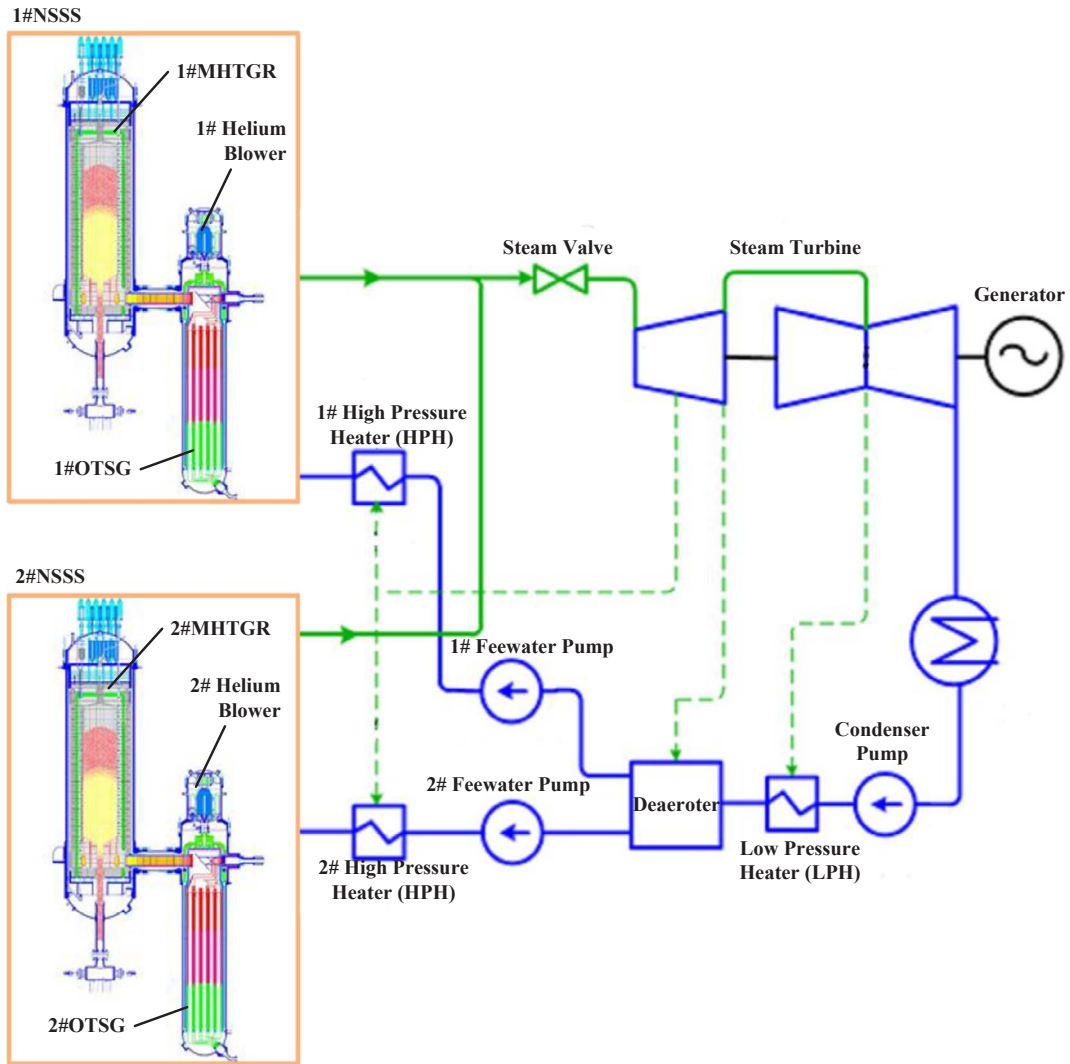 1#NSSS
1#MHTGR
1# Helium
Blower
1#OTSG
Steam Valve
Steam Turbine
Generator
1# High Pressure
Heater (HPH)
2#NSSS
2#MHTGR
2# Helium
Blower
2#OTSG
1# Feewater Pump
2# Feewater Pump
2# High Pressure
Heater (HPH)
Deaeroter
Condenser
Pump
Low Pressure
Heater (LPH)